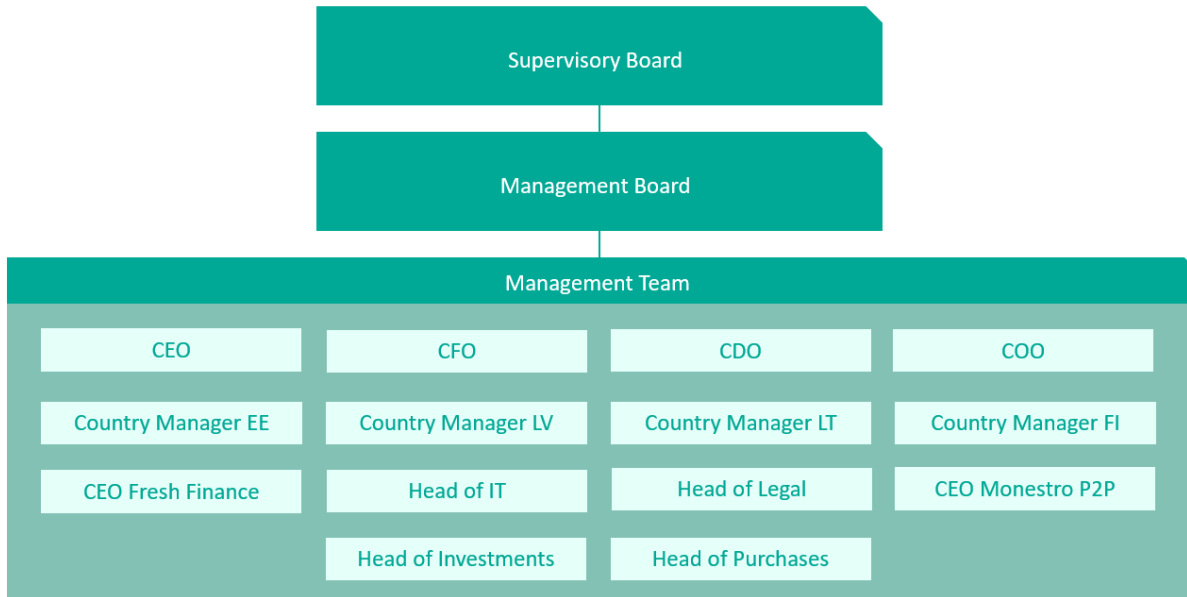 Supervisory Board
Management Board
Management Team
CEO
CFO
CDO
COO
Country Manager EE
Country Manager LV
Country Manager LT
Country Manager FI
CEO Fresh Finance
Head of IT
Head of Legal
CEO Monestro P2P
Head of Investments
Head of Purchases